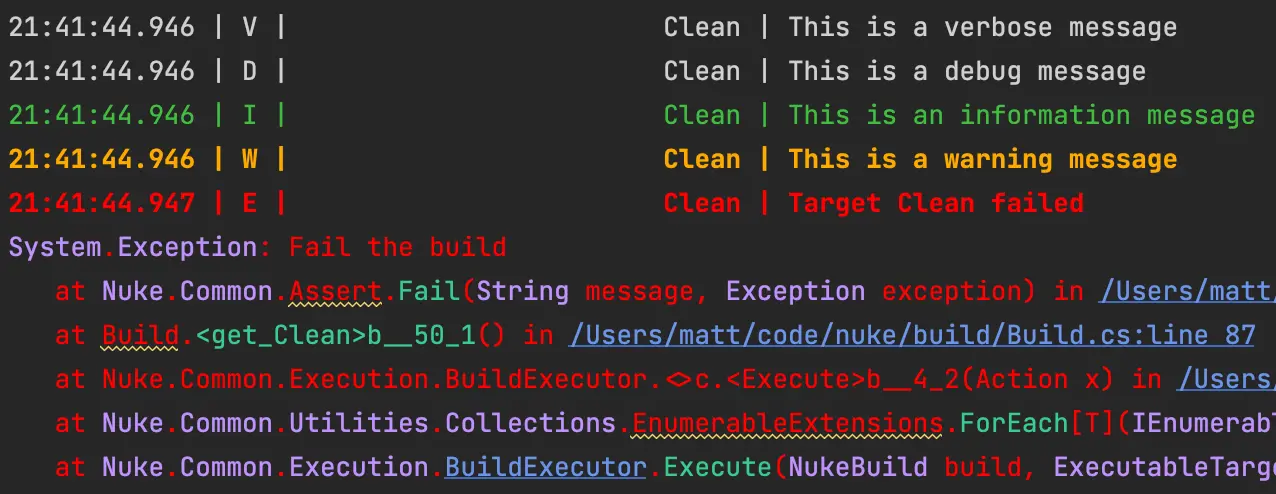 21:41:44.946 | V |                        Clean | This is a verbose message
21:41:44.946 | D |                        Clean | This is a debug message
21:41:44.946 | I |                        Clean | This is an information message
21:41:44.946 | W |                        Clean | This is a warning message
21:41:44.947 | E |                        Clean | Target Clean failed
System.Exception: Fail the build
   at Nuke.Common.Assert.Fail(String message, Exception exception) in /Users/matt/
   at Build.<get_Clean>b__50_1() in /Users/matt/code/nuke/build/Build.cs:line 87
   at Nuke.Common.Execution.BuildExecutor.<>c.<Execute>b__4_2(Action x) in /Users
   at Nuke.Common.Utilities.Collections.EnumerableExtensions.ForEach[T](IEnumerabl
   at Nuke.Common.Execution.BuildExecutor.Execute(NukeBuild build, ExecutableTarge